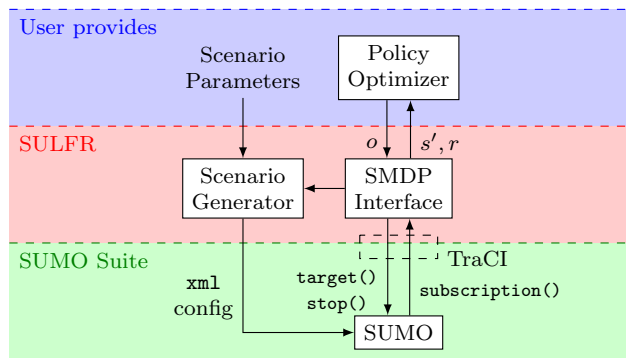 User provides
Scenario
Parameters
Policy
Optimizer
o
s′, r
SULFR
Scenario
Generator
SMDP
Interface
SUMO Suite
TraCI
xml
config
target()
stop()
subscription()
SUMO